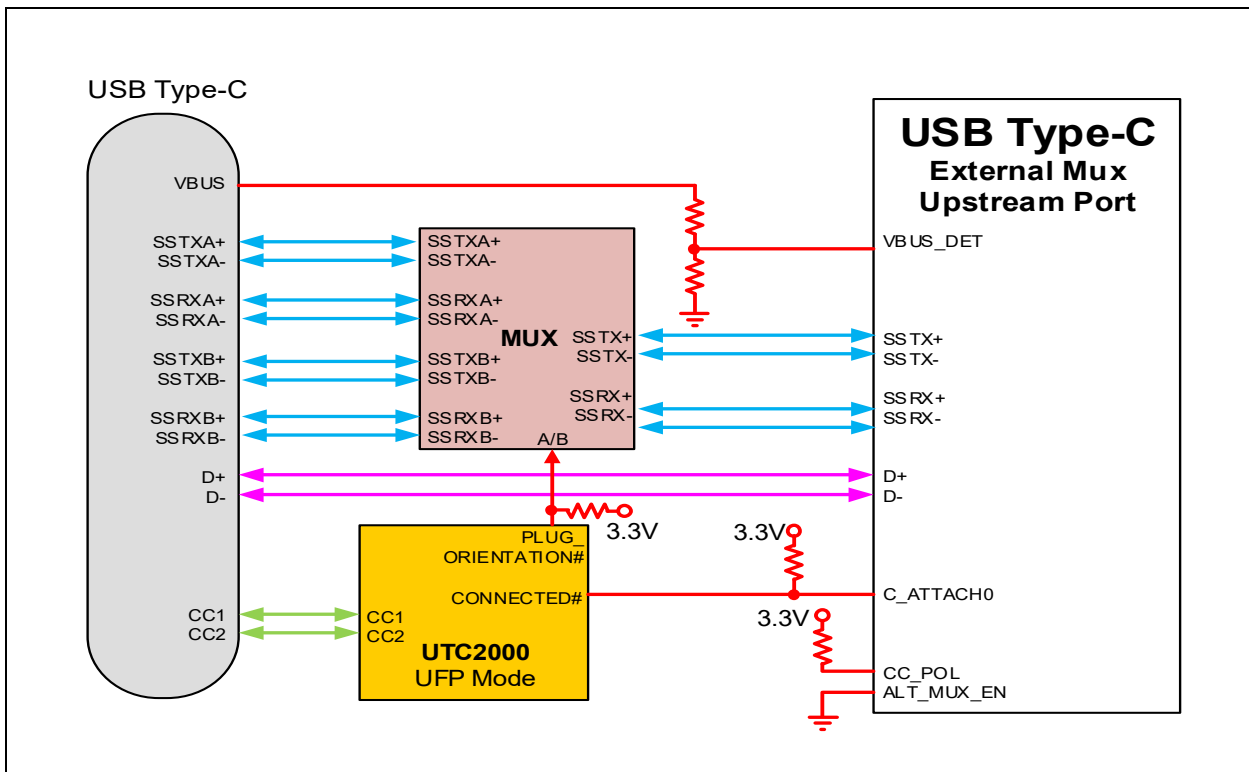 USB Type-C
VBUS
SSTXA+
SSTXA-
SSRXA+
SSRXA-
SSTXB+
SSTXB-
SSRXB+
SSRXB-
D+
D-
CC1
CC2
SSTXA+
SSTXA-
SSRXA+
SSRXA-
MUX
SSTXB+
SSTXB-
SSRXB+
SSRXB-
SSTX+
SSTX-
SSRX+
SSRX-
A/B
3.3V
PLUG_
ORIENTATION#
CONNECTED#
CC1
CC2
UTC2000
UFP Mode
3.3V
3.3V
USB Type-C
External Mux
Upstream Port
VBUS_DET
SSTX+
SSTX-
SSRX+
SSRX-
D+
D-
C_ATTACH0
CC_POL
ALT_MUX_EN